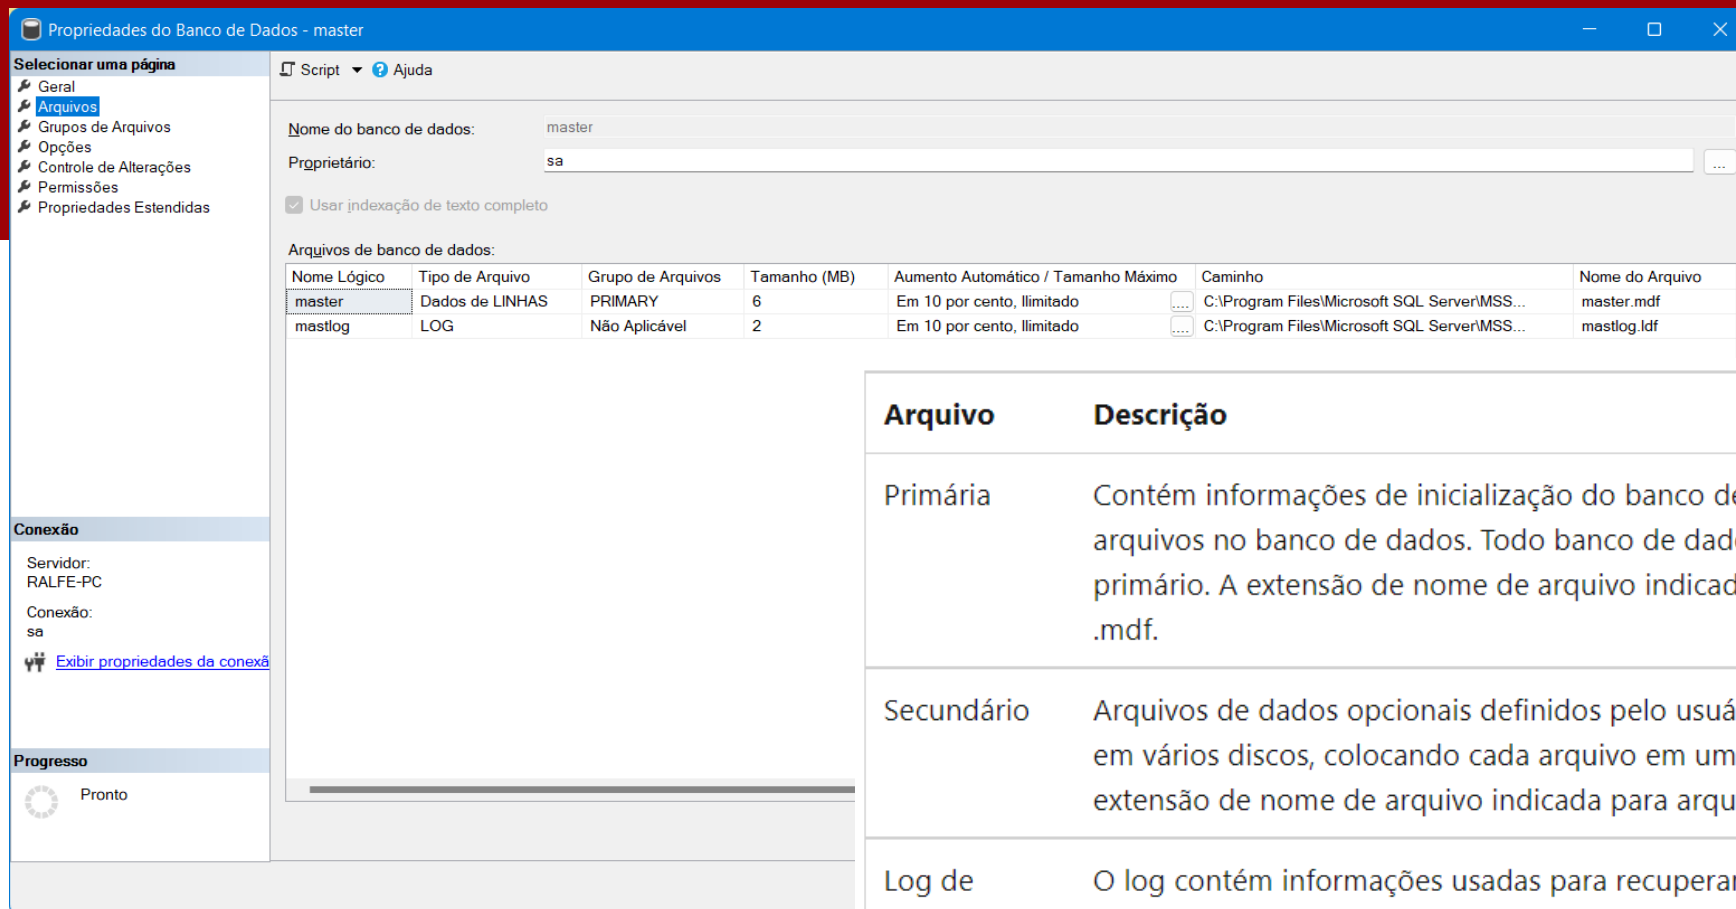 Propriedades do Banco de Dados - master
Selecionar uma página
Geral
Arquivos
Grupos de Arquivos
Opções
Controle de Alterações
Permissões
Propriedades Estendidas
Script Ajuda
Nome do banco de dados: master
Proprietário: sa
...
Usar indexação de texto completo
Arquivos de banco de dados:
Nome Lógico Tipo de Arquivo Grupo de Arquivos Tamanho (MB) Aumento Automático / Tamanho Máximo Caminho Nome do Arquivo
master Dados de LINHAS PRIMARY 6 Em 10 por cento, Ilimitado .... C:\Program Files\Microsoft SQL Server\MSS... master.mdf
mastlog LOG Não Aplicável 2 Em 10 por cento, Ilimitado .... C:\Program Files\Microsoft SQL Server\MSS... mastlog.ldf
Conexão
Servidor:
RALFE-PC
Conexão:
sa
Exibir propriedades da conexã
Progresso
Pronto
Arquivo Descrição
Primária Contém informações de inicialização do banco de
arquivos no banco de dados. Todo banco de dad
primário. A extensão de nome de arquivo indicad
.mdf.
Secundário Arquivos de dados opcionais definidos pelo usuá
em vários discos, colocando cada arquivo em um
extensão de nome de arquivo indicada para arqu
Log de O log contém informações usadas para recuperar